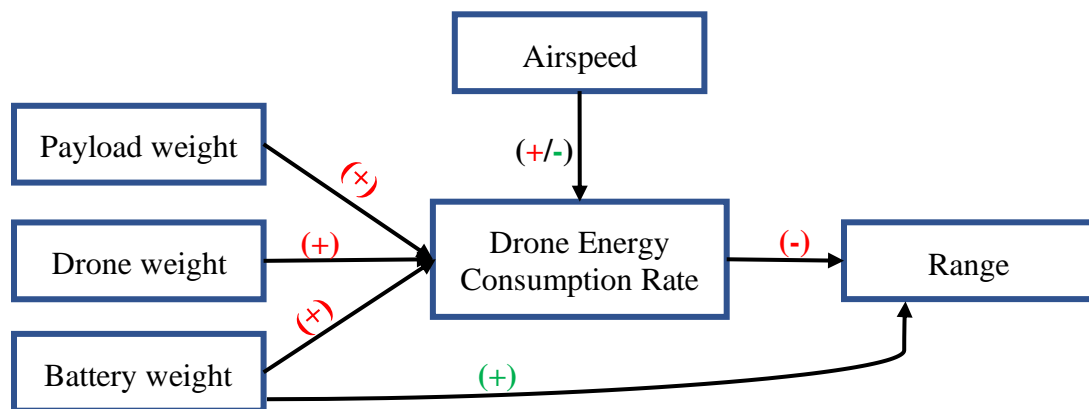 Airspeed
Payload weight
(+/-)
(+)
Drone weight
(+)
Drone Energy
Consumption Rate
(-)
Range
(+)
Battery weight
(+)